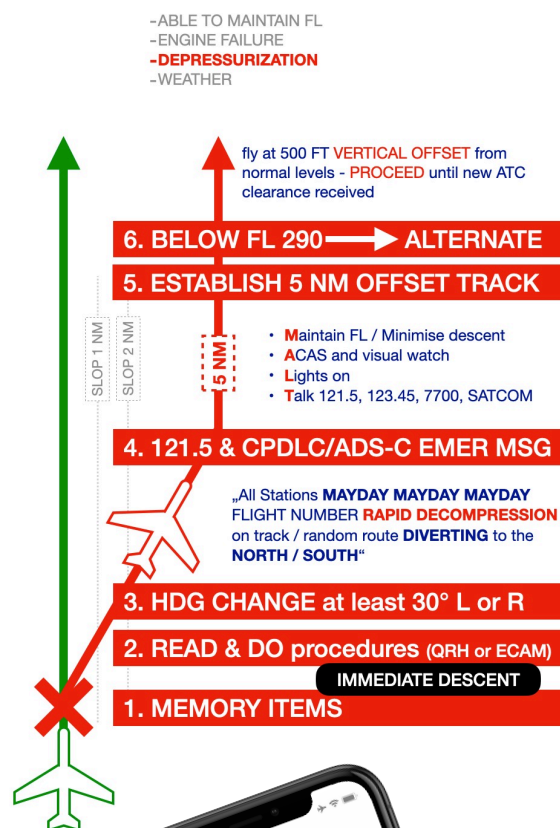 -ABLE TO MAINTAIN FL
-ENGINE FAILURE
-DEPRESSURIZATION
-WEATHER
fly at 500 FT VERTICAL OFFSET from
normal levels - PROCEED until new ATC
clearance received
6. BELOW FL 290 ALTERNATE
5. ESTABLISH 5 NM OFFSET TRACK
SLOP 1 NM
SLOP 2 NM
5 NM
• Maintain FL / Minimise descent
• ACAS and visual watch
• Lights on
• Talk 121.5, 123.45, 7700, SATCOM
4. 121.5 & CPDLC/ADS-C EMER MSG
„All Stations MAYDAY MAYDAY MAYDAY
FLIGHT NUMBER RAPID DECOMPRESSION
on track / random route DIVERTING to the
NORTH / SOUTH“
3. HDG CHANGE at least 30° L or R
2. READ & DO procedures (QRH or ECAM)
IMMEDIATE DESCENT
1. MEMORY ITEMS